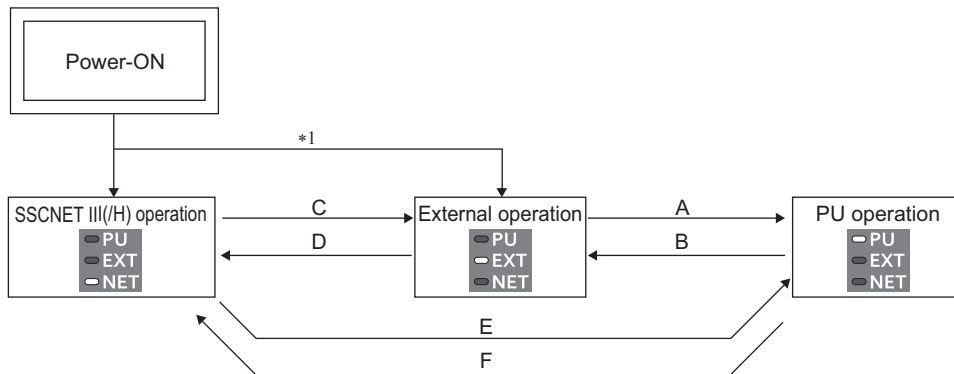 Power-ON
*1
SSCNET III(/H) operation
PU
EXT
NET
C
D
External operation
PU
EXT
NET
A
B
PU operation
PU
EXT
NET
E
F